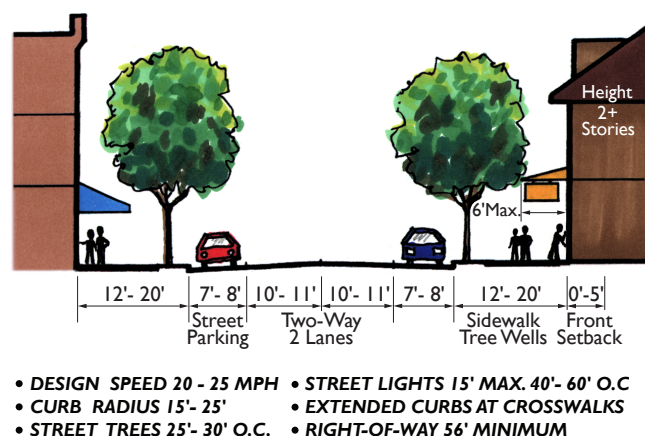 Height
2+
Stories
6'Max.
12'- 20' 7'- 8' 10'- 11' 10'- 11' 7'- 8' 12'- 20' 0'-5'
Street Parking
Two-Way 2 Lanes
Sidewalk Tree Wells
Front Setback
• DESIGN SPEED 20 - 25 MPH
• CURB RADIUS 15'- 25'
• STREET TREES 25'- 30' O.C.
• STREET LIGHTS 15' MAX. 40'- 60' O.C
• EXTENDED CURBS AT CROSSWALKS
• RIGHT-OF-WAY 56' MINIMUM